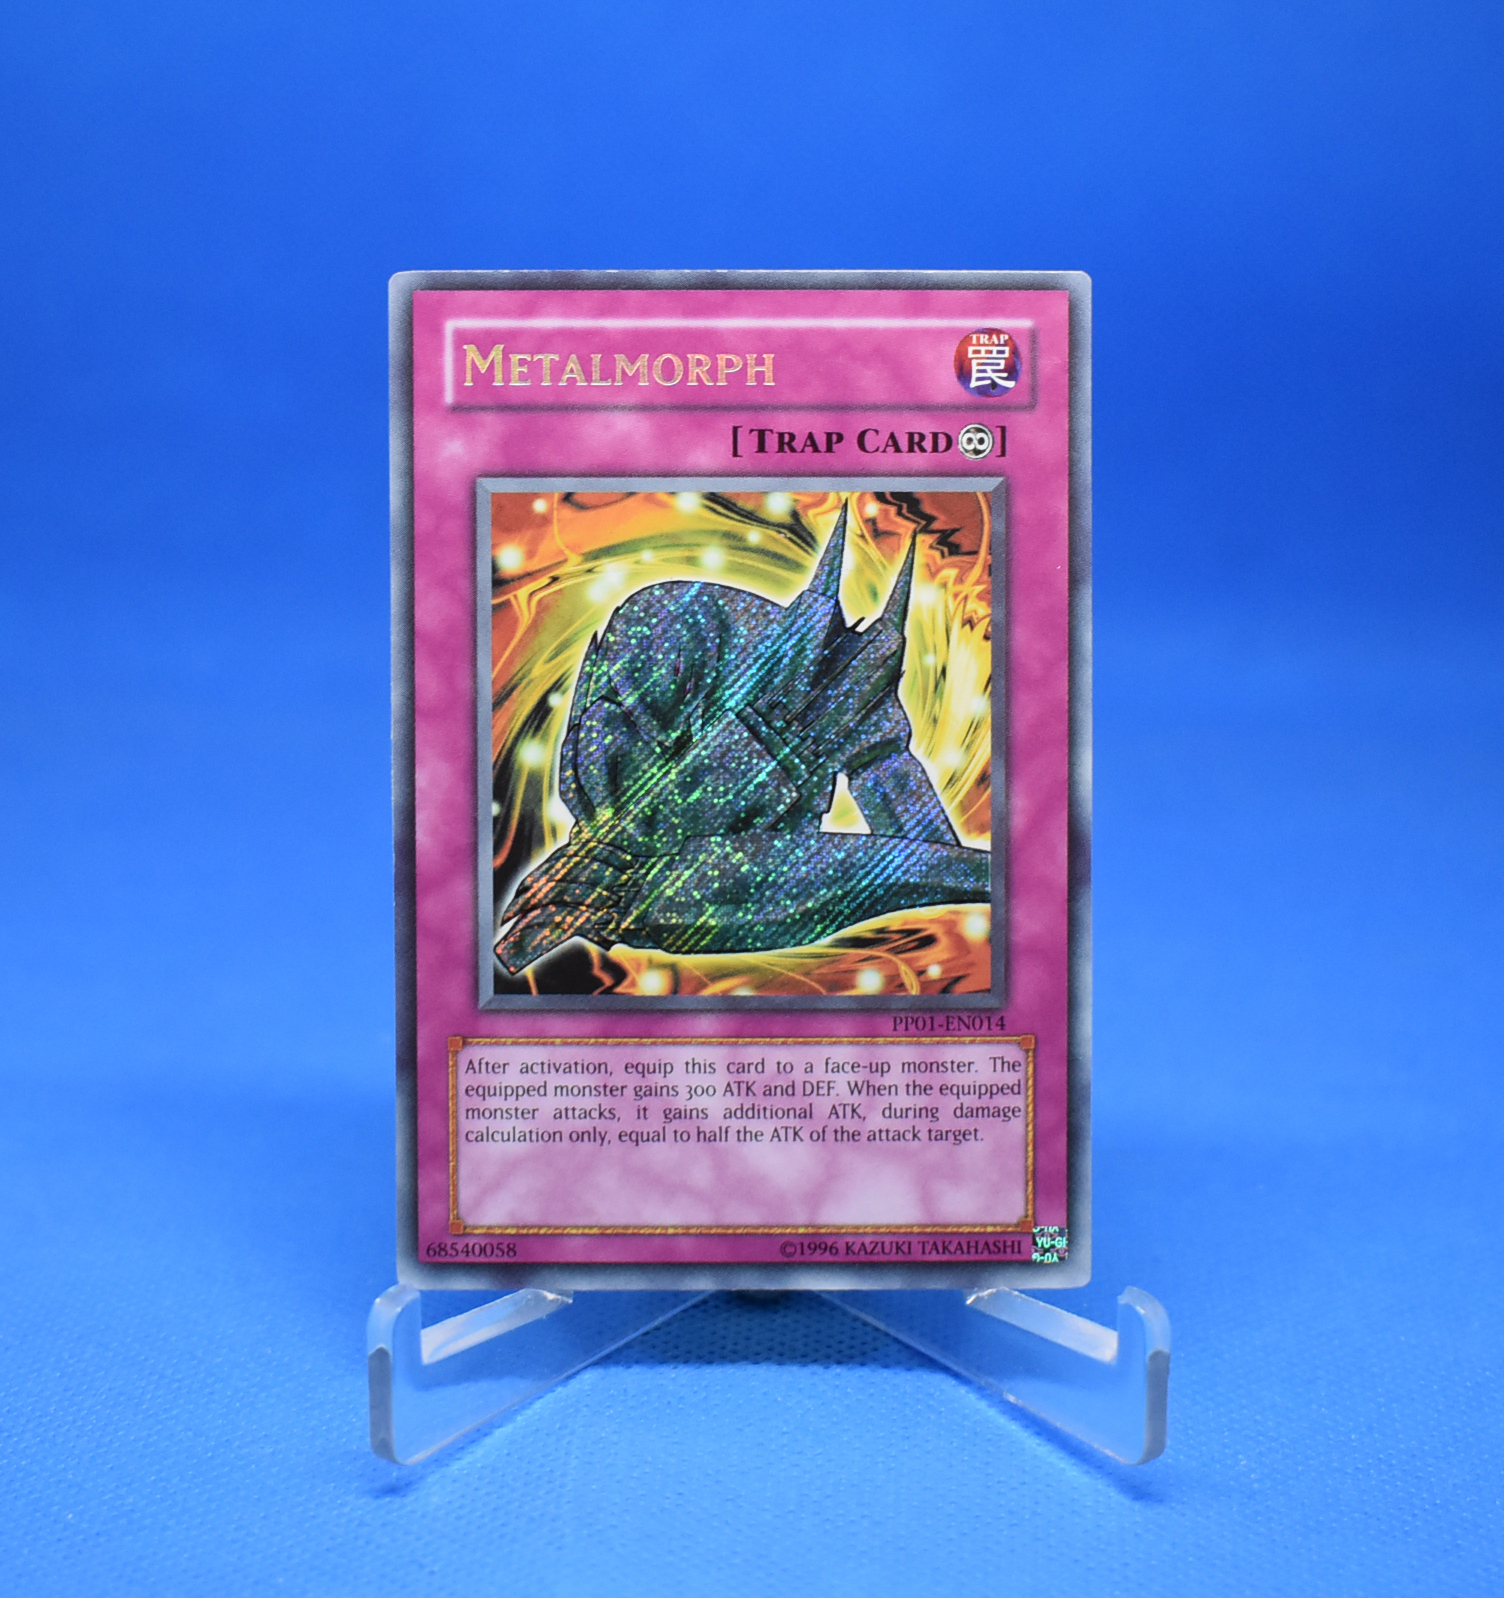 METALMORPH
TRAP
罠
[TRAP CARD∞]
PP01-EN014
After activation, equip this card to a face-up monster. The
equipped monster gains 300 ATK and DEF. When the equipped
monster attacks, it gains additional ATK, during damage
calculation only, equal to half the ATK of the attack target.
68540058
©1996 KAZUKI TAKAHASHI
YU-GI